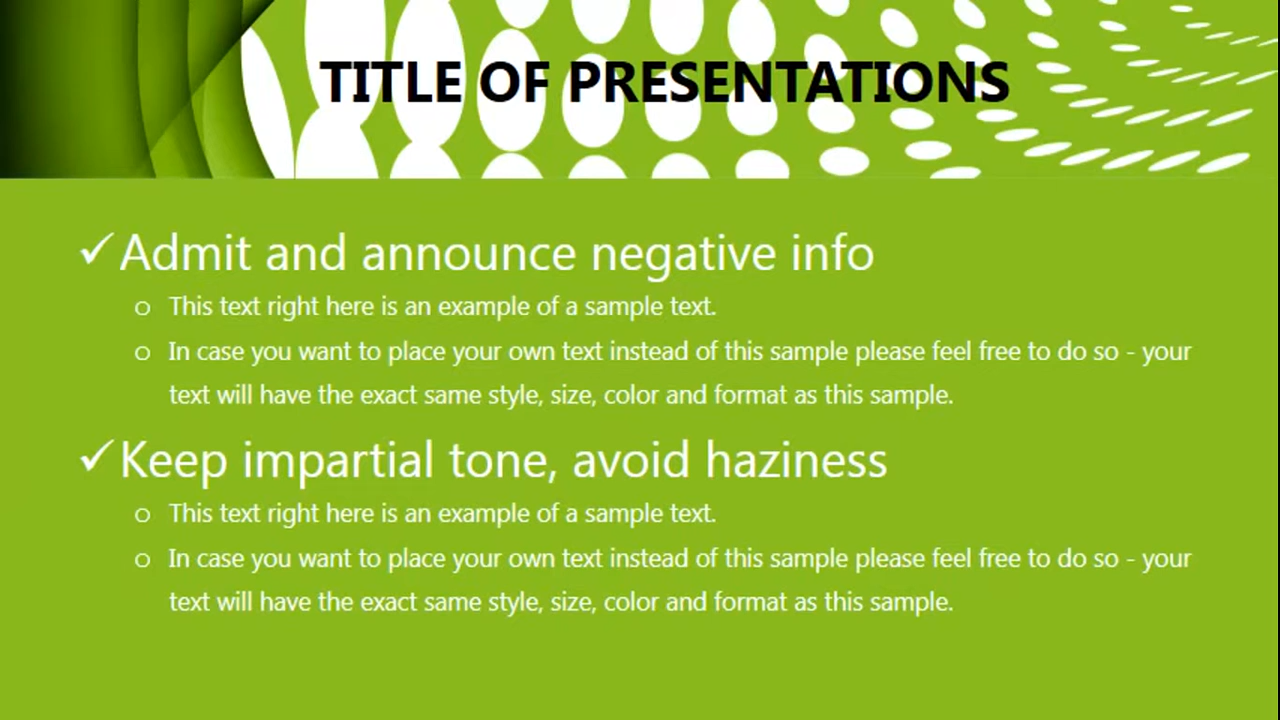 TITLE OF PRESENTATIONS
✓ Admit and announce negative info
o This text right here is an example of a sample text.
o In case you want to place your own text instead of this sample please feel free to do so - your
text will have the exact same style, size, color and format as this sample.
✓ Keep impartial tone, avoid haziness
o This text right here is an example of a sample text.
o In case you want to place your own text instead of this sample please feel free to do so - your
text will have the exact same style, size, color and format as this sample.